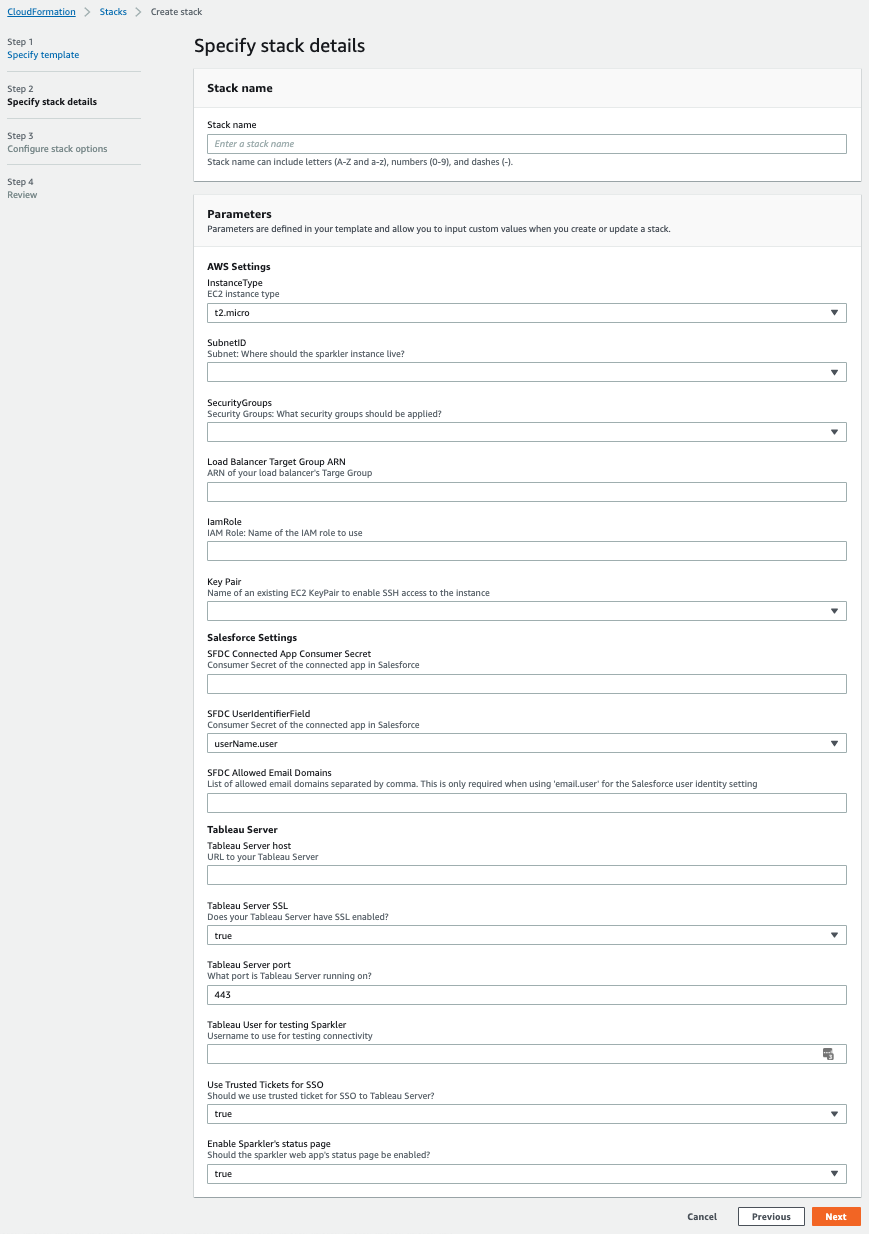 CloudFormation > Stacks > Create stack
Step 1
Specify template
Step 2
Specify stack details
Step 3
Configure stack options
Step 4
Review
Specify stack details
Stack name
Stack name
Enter a stack name
Stack name can include letters (A-Z and a-z), numbers (0-9), and dashes (-).
Parameters
Parameters are defined in your template and allow you to input custom values when you create or update a stack.
AWS Settings
InstanceType
EC2 instance type
t2.micro
SubnetID
Subnet: Where should the sparkler instance live?
SecurityGroups
Security Groups: What security groups should be applied?
Load Balancer Target Group ARN
ARN of your load balancer's Targe Group
IamRole
IAM Role: Name of the IAM role to use
Key Pair
Name of an existing EC2 KeyPair to enable SSH access to the instance
Salesforce Settings
SFDC Connected App Consumer Secret
Consumer Secret of the connected app in Salesforce
SFDC UserIdentifierField
Consumer Secret of the connected app in Salesforce
userName.user
SFDC Allowed Email Domains
List of allowed email domains separated by comma. This is only required when using 'email.user' for the Salesforce user identity setting
Tableau Server
Tableau Server host
URL to your Tableau Server
Tableau Server SSL
Does your Tableau Server have SSL enabled?
true
Tableau Server port
What port is Tableau Server running on?
443
Tableau User for testing Sparkler
Username to use for testing connectivity
Use Trusted Tickets for SSO
Should we use trusted ticket for SSO to Tableau Server?
true
Enable Sparkler's status page
Should the sparkler web app's status page be enabled?
true
Cancel Previous Next